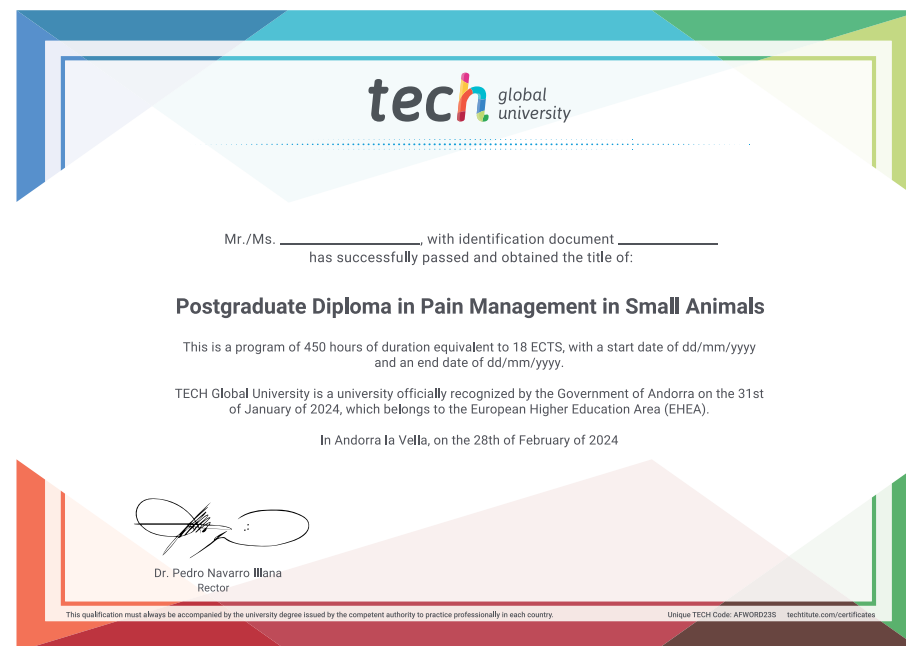 tech global
university
Mr./Ms. ____________________, with identification document ______________
has successfully passed and obtained the title of:
Postgraduate Diploma in Pain Management in Small Animals
This is a program of 450 hours of duration equivalent to 18 ECTS, with a start date of dd/mm/yyyy
and an end date of dd/mm/yyyy.
TECH Global University is a university officially recognized by the Government of Andorra on the 31st
of January of 2024, which belongs to the European Higher Education Area (EHEA).
In Andorra la Vella, on the 28th of February of 2024
Dr. Pedro Navarro Illana
Rector
This qualification must always be accompanied by the university degree issued by the competent authority to practice professionally in each country.
Unique TECH Code: AFWORD23S techtitute.com/certificates